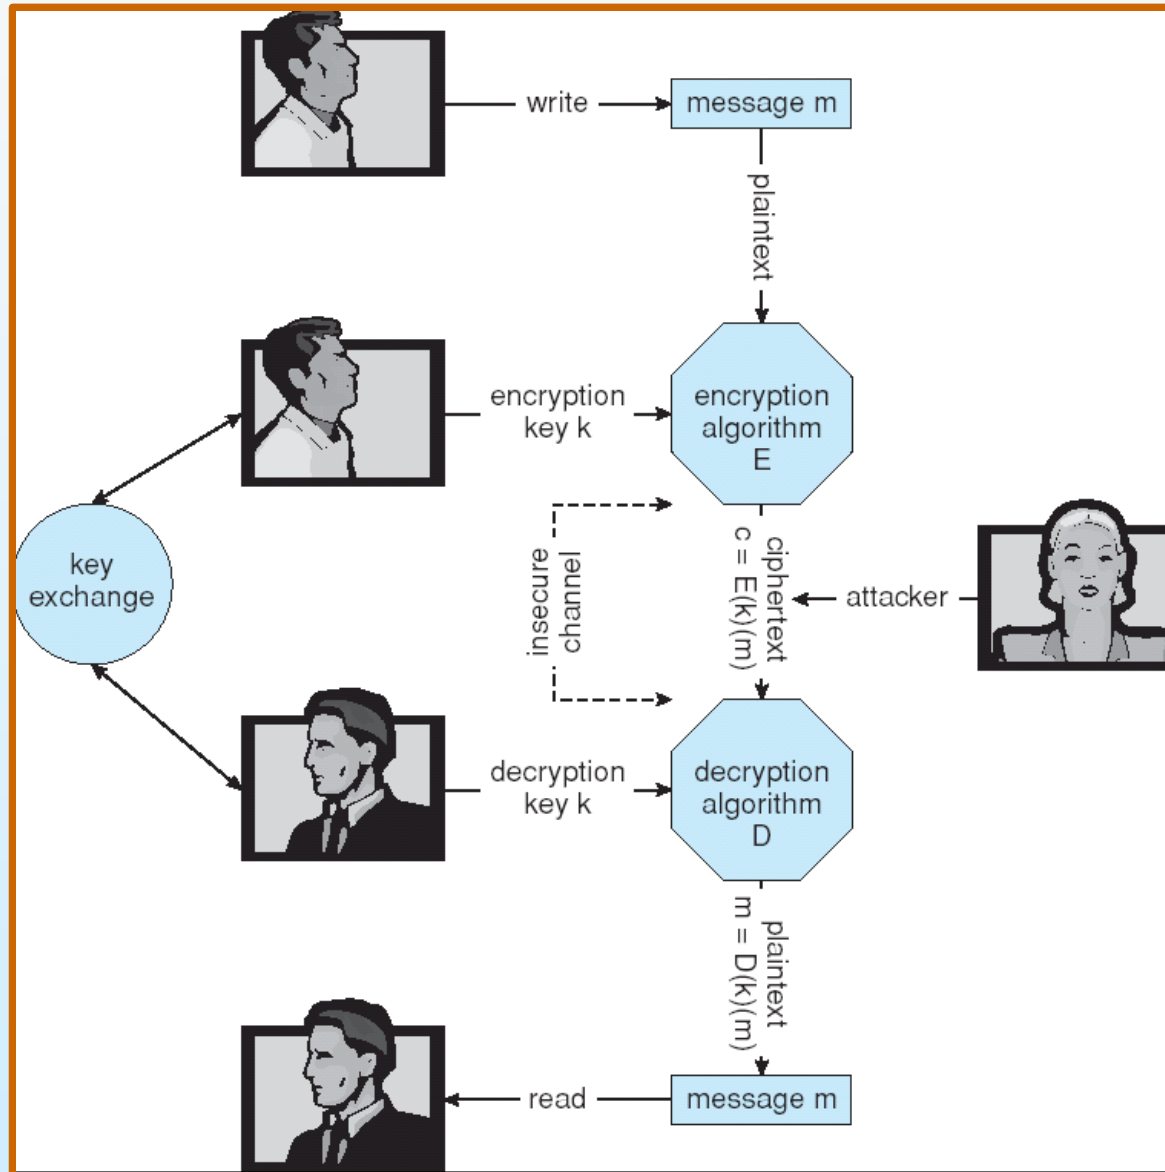 write
message m
plaintext
encryption
key k
encryption
algorithm
E
key
exchange
insecure
channel
ciphertext
c = E(k)(m)
attacker
decryption
key k
decryption
algorithm
D
plaintext
m = D(k)(m)
read
message m